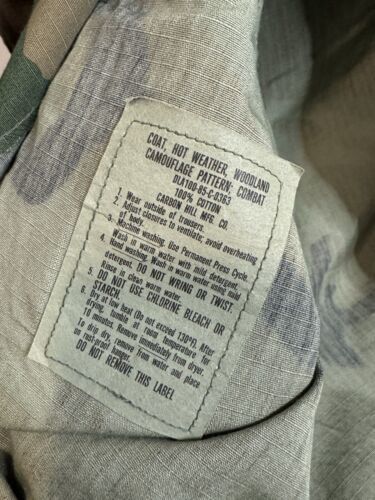 COAT, HOT WEATHER, WOODLAND
CAMOUFLAGE PATTERN: COMBAT
DLA100-85-C-0363
100% COTTON
CARBON HILL MFG. CO.
1. Wear outside of trousers.
2. Adjust closures to ventilate; avoid overheating
of body.
3. Machine washing. Use Permanent Press Cycle.
Wash in warm water with mild detergent.
4. Hand washing. Wash in warm water using mild
detergent. DO NOT WRING OR TWIST.
Rinse in clean warm water.
5. DO NOT USE CHLORINE BLEACH OR
STARCH.
6. Dry at low heat (Do not exceed 130°F). After
drying, tumble at room temperature for
10 minutes. Remove immediately from dryer.
To drip dry, remove from water and place
on rust-proof hanger.
DO NOT REMOVE THIS LABEL